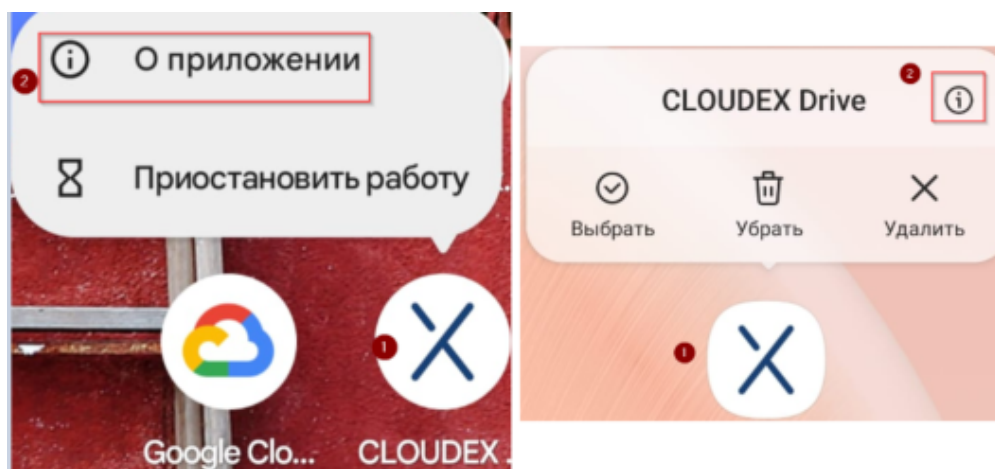 О приложении
2
Приостановить работу
1
Google Clo...
CLOUDEX .
CLOUDEX Drive
2
Выбрать
Убрать
Удалить
1